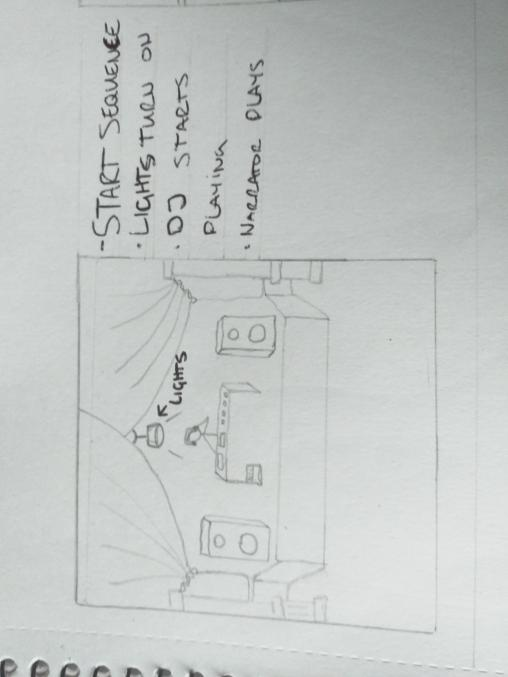 -START SEQUENCE
• LIGHTS TURN ON
• DJ STARTS
PLAYING
• NARRATOR PLAYS
LIGHTS